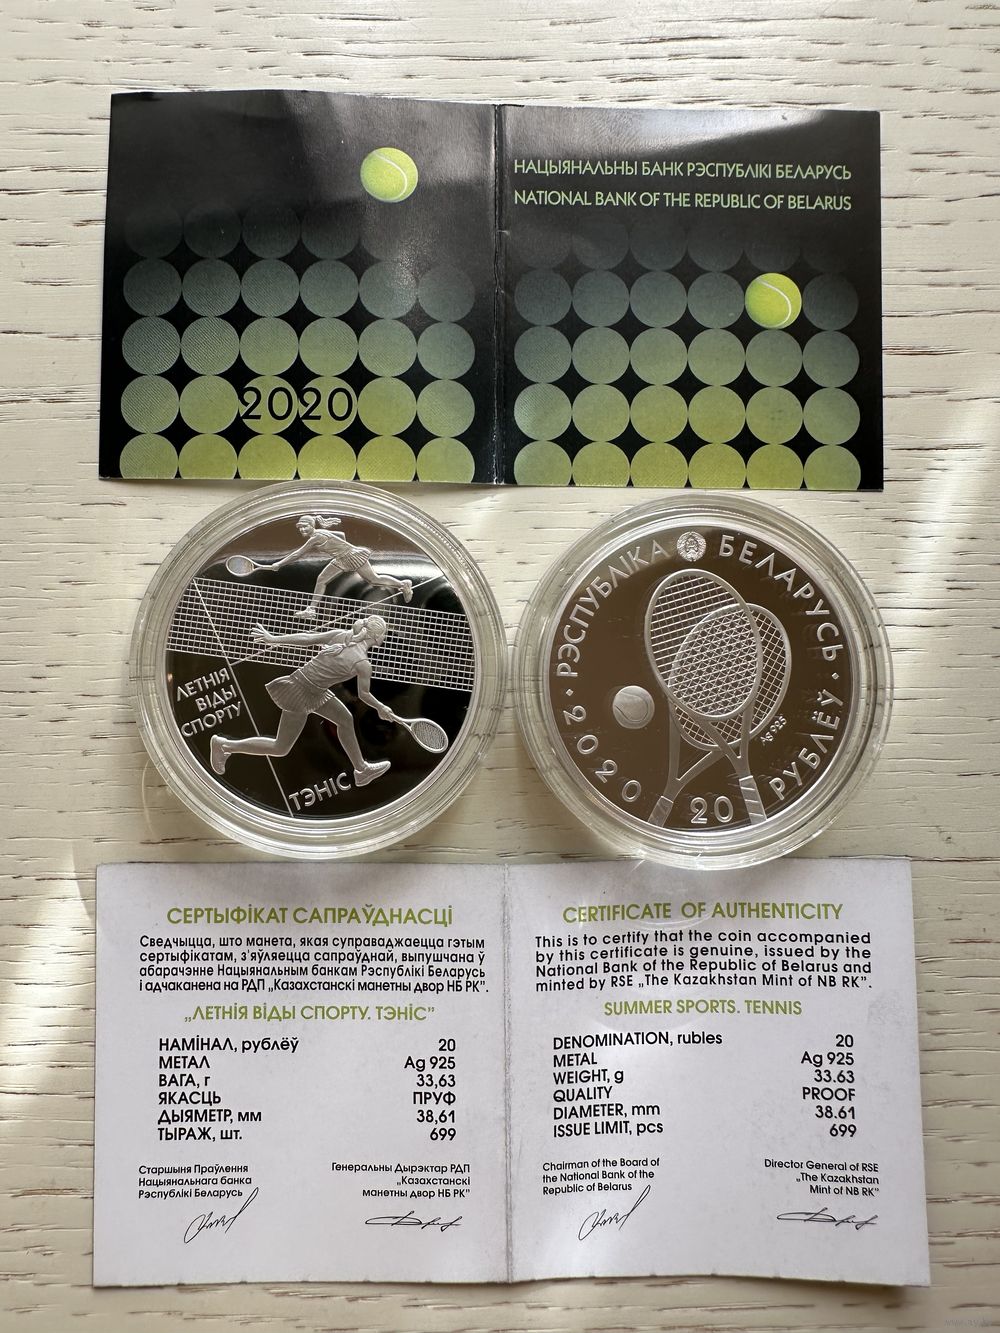 НАЦЫЯНАЛЬНЫ БАНК РЭСПУБЛІКІ БЕЛАРУСЬ
NATIONAL BANK OF THE REPUBLIC OF BELARUS
2020
ЛЕТНІЯ
ВІДЫ
СПОРТУ
ТЭНІС
РЭСПУБЛІКА БЕЛАРУСЬ
2020
20 РУБЛЁЎ
Ag 925
СЕРТЫФІКАТ САПРАЎДНАСЦІ
Сведчыцца, што манета, якая суправаджаецца гэтым
сертыфікатам, з'яўляецца сапраўднай, выпушчана ў
абарачэнне Нацыянальным банкам Рэспублікі Беларусь
і адчаканена на РДП „Казахстанскі манетны двор НБ РК”.
„ЛЕТНІЯ ВІДЫ СПОРТУ. ТЭНІС”
НАМІНАЛ, рублёў 20
МЕТАЛ Ag 925
ВАГА, г 33,63
ЯКАСЦЬ ПРУФ
ДЫЯМЕТР, мм 38,61
ТЫРАЖ, шт. 699
Старшыня Праўлення
Нацыянальнага банка
Рэспублікі Беларусь
Генеральны Дырэктар РДП
„Казахстанскі
манетны двор НБ РК”
CERTIFICATE OF AUTHENTICITY
This is to certify that the coin accompanied
by this certificate is genuine, issued by the
National Bank of the Republic of Belarus and
minted by RSE „The Kazakhstan Mint of NB RK”.
SUMMER SPORTS. TENNIS
DENOMINATION, rubles 20
METAL Ag 925
WEIGHT, g 33.63
QUALITY PROOF
DIAMETER, mm 38.61
ISSUE LIMIT, pcs 699
Chairman of the Board of
the National Bank of the
Republic of Belarus
Director General of RSE
„The Kazakhstan
Mint of NB RK”